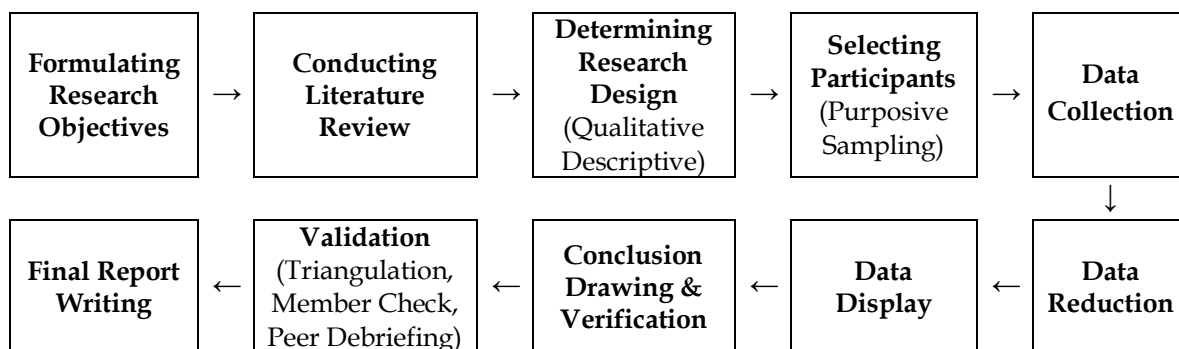 Formulating
Research
Objectives
→
Conducting
Literature
Review
→
Determining
Research
Design
(Qualitative
Descriptive)
→
Selecting
Participants
(Purposive
Sampling)
→
Data
Collection
↓
Data
Reduction
←
Data
Display
←
Conclusion
Drawing &
Verification
←
Validation
(Triangulation,
Member Check,
Peer Debriefing)
←
Final Report
Writing